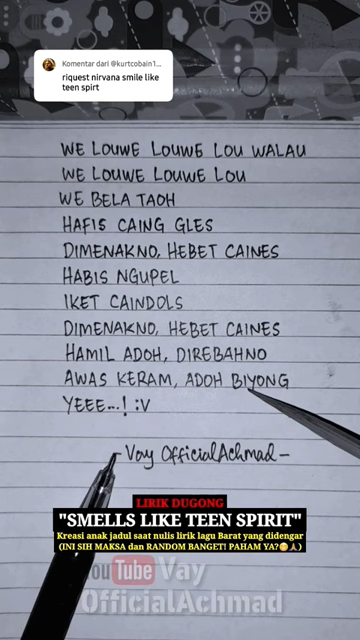 Komentar dari @kurtcobain1...
riquest nirvana smile like
teen spirt
WE LOUWE LOUWE LOU WALAU
WE LOUWE LOUWE LOU
WE BELA TAOH
HAFIS CAING GLES
DIMENAKNO, HEBET CAINES
HABIS NGUPEL
IKET CAINDOLS
DIMENAKNO, HEBET CAINES
HAMIL ADOH, DIREBAHNO
AWAS KERAM, ADOH BIYONG
YEEE...! :V
- Vay OfficialAchmad -
LIRIK DUGONG
"SMELLS LIKE TEEN SPIRIT"
Kreasi anak jadul saat nulis lirik lagu Barat yang didengar
(INI SIH MAKSA dan RANDOM BANGET! PAHAM YA?😁🙏)
YouTube Vay
OfficialAchmad